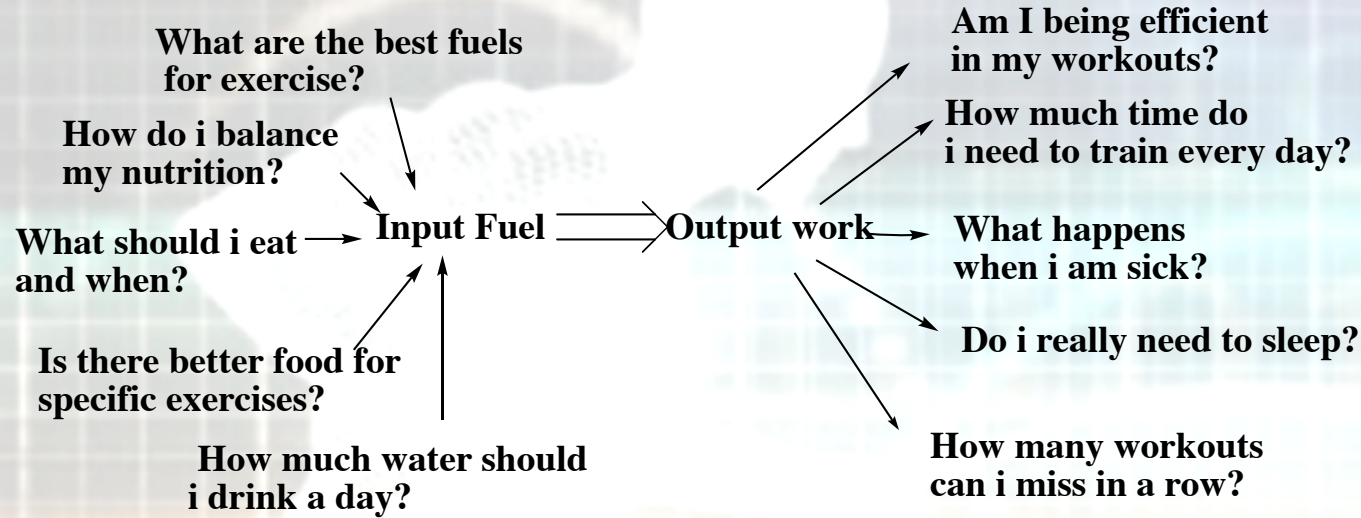 What are the best fuels
for exercise?
How do i balance
my nutrition?
What should i eat
and when?
Is there better food for
specific exercises?
How much water should
i drink a day?
Input Fuel
Output work
Am I being efficient
in my workouts?
How much time do
i need to train every day?
What happens
when i am sick?
Do i really need to sleep?
How many workouts
can i miss in a row?